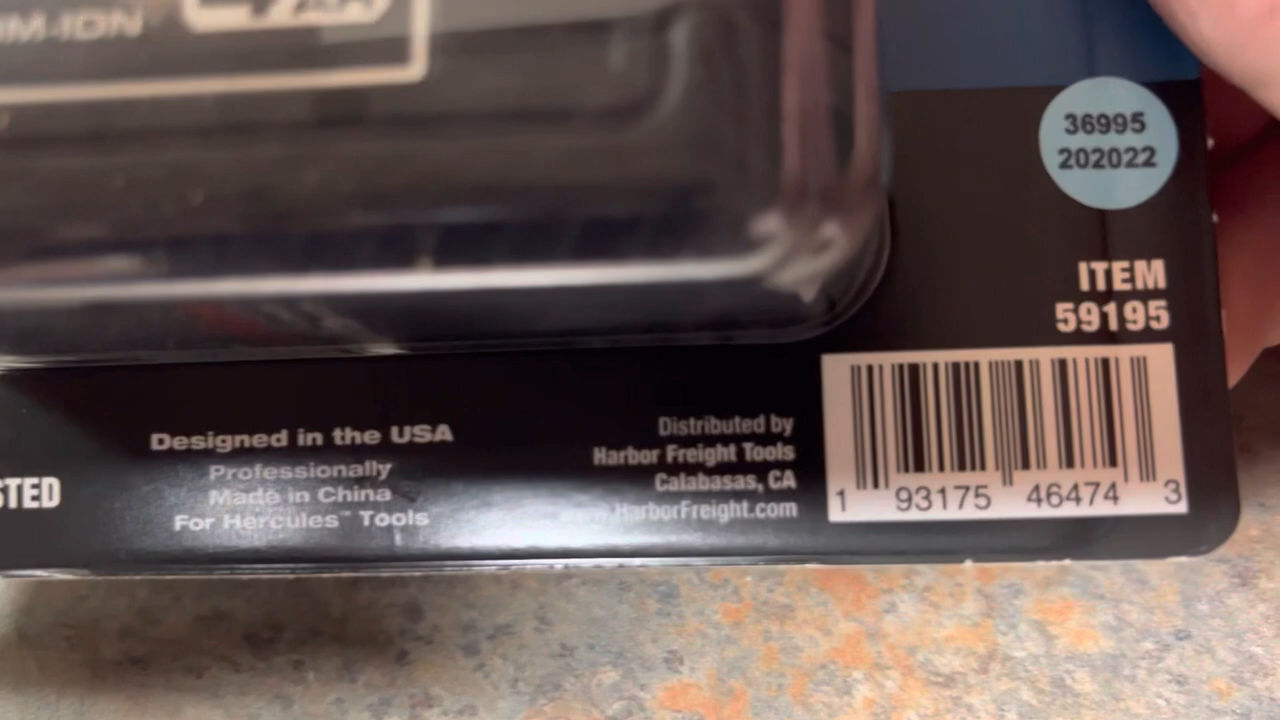 36995
202022
ITEM
59195
STED
Designed in the USA
Professionally
Made in China
For Hercules™ Tools
Distributed by
Harbor Freight Tools
Calabasas, CA
HarborFreight.com
1 93175 46474 3